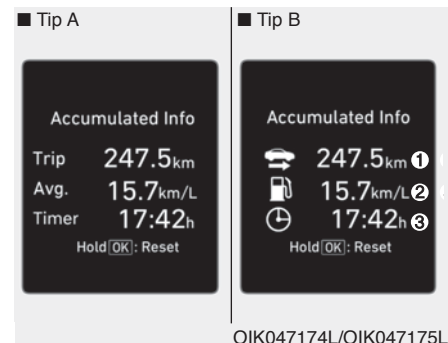 ■ Tip A
Accumulated Info
Trip 247.5km
Avg. 15.7km/L
Timer 17:42h
Hold OK : Reset
■ Tip B
Accumulated Info
247.5km ❶
15.7km/L ❷
17:42h ❸
Hold OK : Reset
OIK047174L/OIK047175L